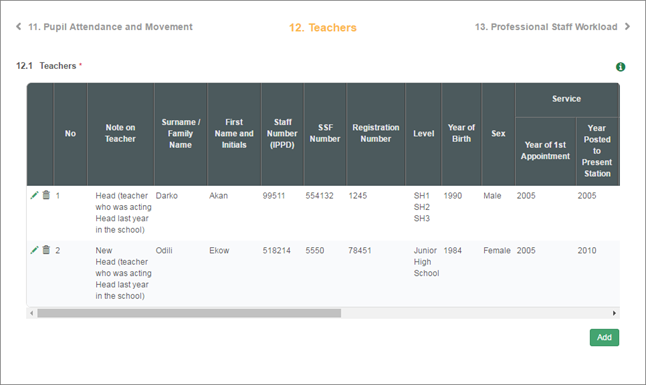 11. Pupil Attendance and Movement 12. Teachers 13. Professional Staff Workload
12.1 Teachers *
Service
No Note on Teacher Surname / Family Name First Name and Initials Staff Number (IPPD) SSF Number Registration Number Level Year of Birth Sex Year of 1st Appointment Year Posted to Present Station
1 Head (teacher Darko Akan 99511 554132 1245 SH1 1990 Male 2005 2005
who was acting SH2
Head last year SH3
in the school)
2 New Odili Ekow 518214 5550 78451 Junior 1984 Female 2005 2010
Head (teacher High
who was acting School
Head last year
in the school)
Add